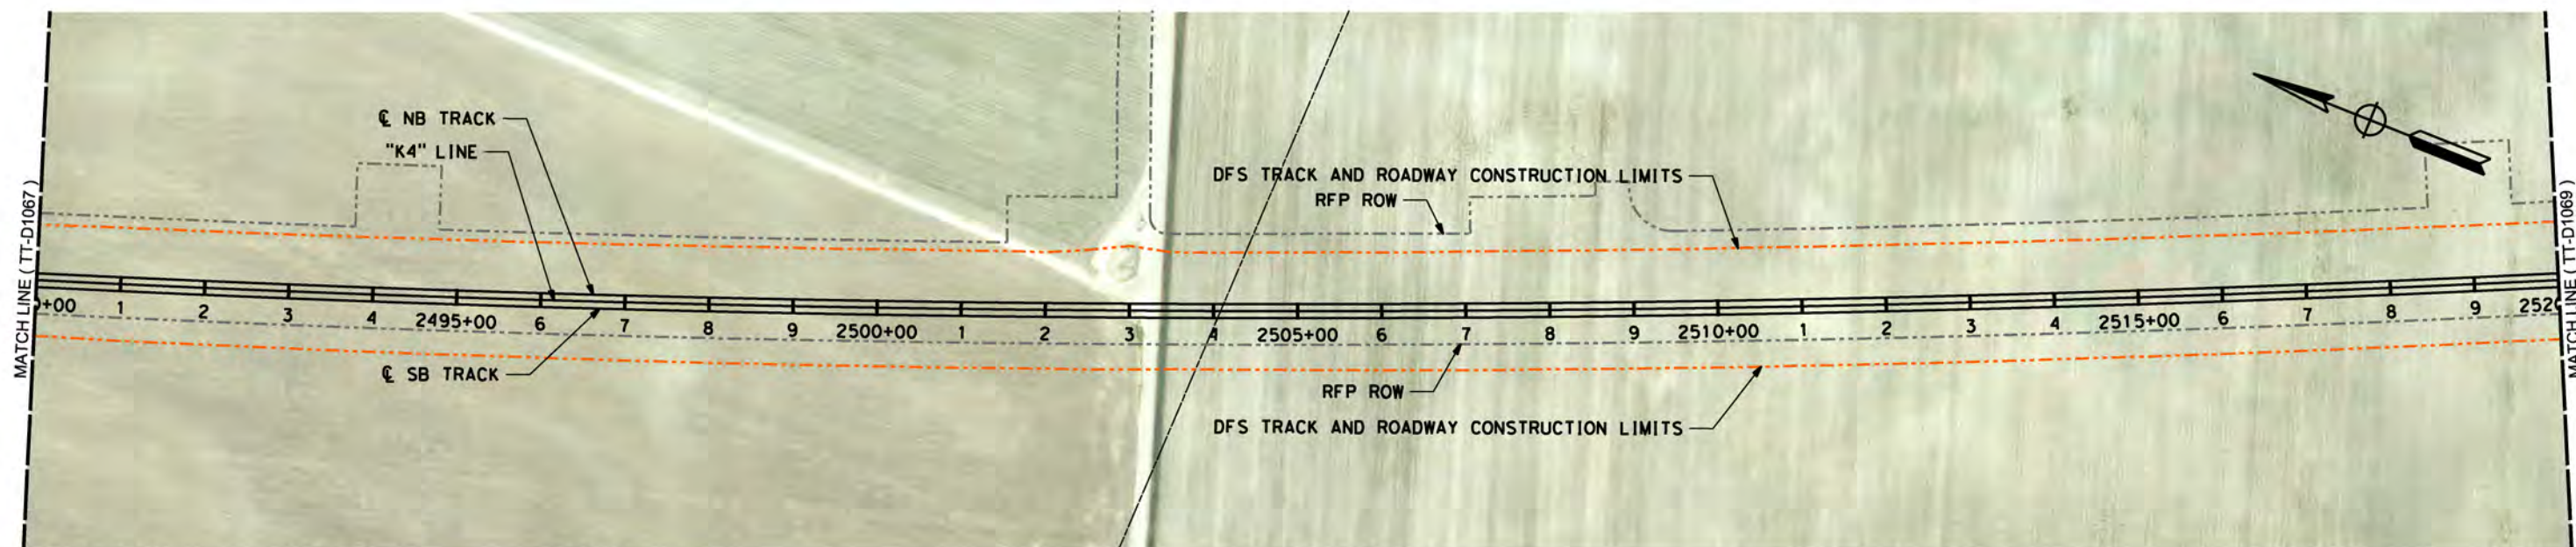 ℄ NB TRACK
"K4" LINE
DFS TRACK AND ROADWAY CONSTRUCTION LIMITS
RFP ROW
MATCH LINE ( TT-D1067 )
MATCH LINE ( TT-D1069 )
0+00 1 2 3 4 2495+00 6 7 8 9 2500+00 1 2 3 4 2505+00 6 7 8 9 2510+00 1 2 3 4 2515+00 6 7 8 9 2520
℄ SB TRACK
RFP ROW
DFS TRACK AND ROADWAY CONSTRUCTION LIMITS